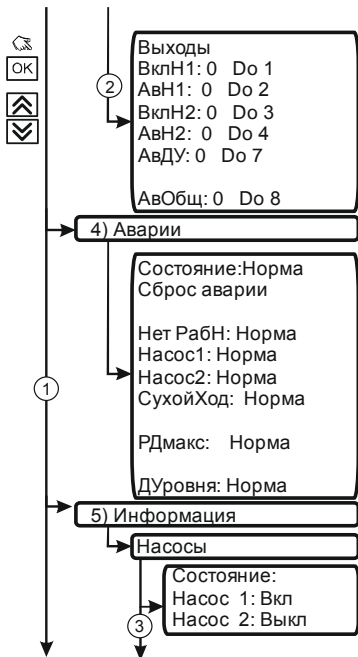 Выходы
ВклН1: 0 Do 1
АвН1: 0 Do 2
ВклН2: 0 Do 3
АвН2: 0 Do 4
АвДУ: 0 Do 7
АвОбщ: 0 Do 8
OK
2
4) Аварии
Состояние:Норма
Сброс аварии
Нет РабН: Норма
Насос1: Норма
Насос2: Норма
СухойХод: Норма
РДмакс: Норма
ДУровня: Норма
1
5) Информация
Насосы
Состояние:
Насос 1: Вкл
Насос 2: Выкл
3